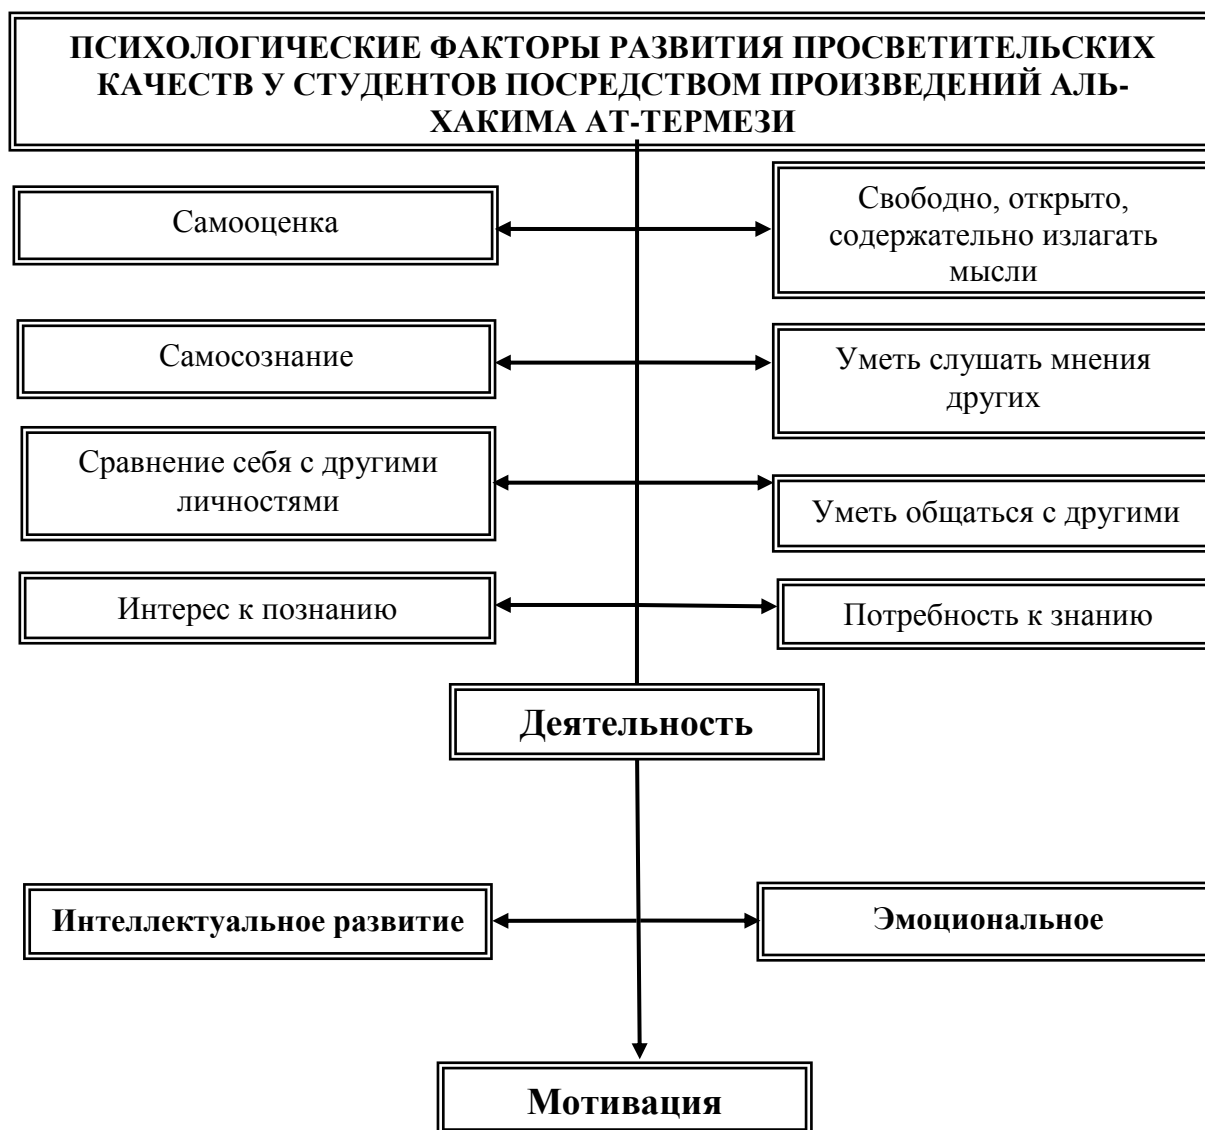 ПСИХОЛОГИЧЕСКИЕ ФАКТОРЫ РАЗВИТИЯ ПРОСВЕТИТЕЛЬСКИХ
КАЧЕСТВ У СТУДЕНТОВ ПОСРЕДСТВОМ ПРОИЗВЕДЕНИЙ АЛЬ-
ХАКИМА АТ-ТЕРМЕЗИ
Самооценка
Свободно, открыто,
содержательно излагать
мысли
Самосознание
Уметь слушать мнения
других
Сравнение себя с другими
личностями
Уметь общаться с другими
Интерес к познанию
Потребность к знанию
Деятельность
Интеллектуальное развитие
Эмоциональное
Мотивация